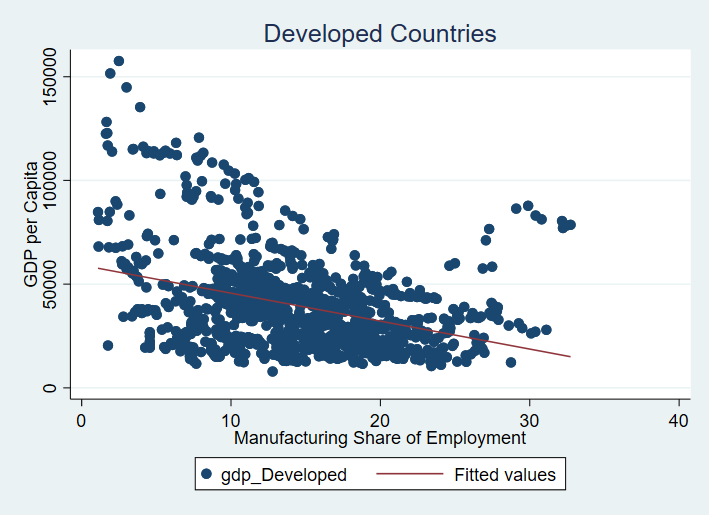 Developed Countries
GDP per Capita
150000
100000
50000
0
0 10 20 30 40
Manufacturing Share of Employment
gdp_Developed Fitted values